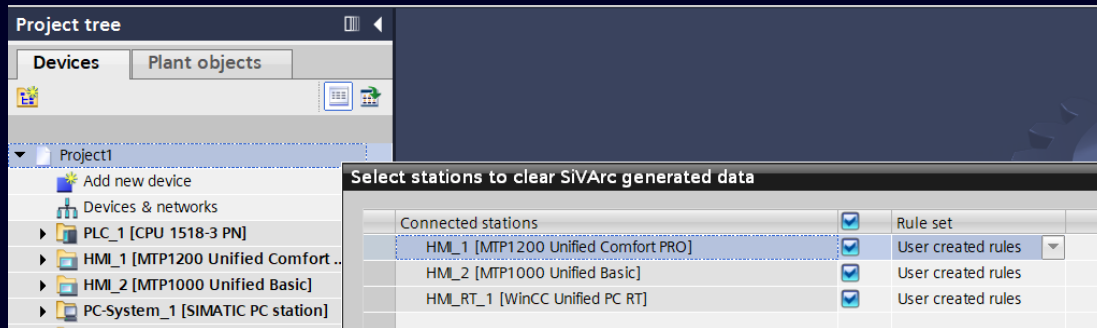 Project tree
Devices
Plant objects
Project1
Add new device
Devices & networks
PLC_1 [CPU 1518-3 PN]
HMI_1 [MTP1200 Unified Comfort ..
HMI_2 [MTP1000 Unified Basic]
PC-System_1 [SIMATIC PC station]
Select stations to clear SiVArc generated data
Connected stations
Rule set
HMI_1 [MTP1200 Unified Comfort PRO]
User created rules
HMI_2 [MTP1000 Unified Basic]
User created rules
HMI_RT_1 [WinCC Unified PC RT]
User created rules